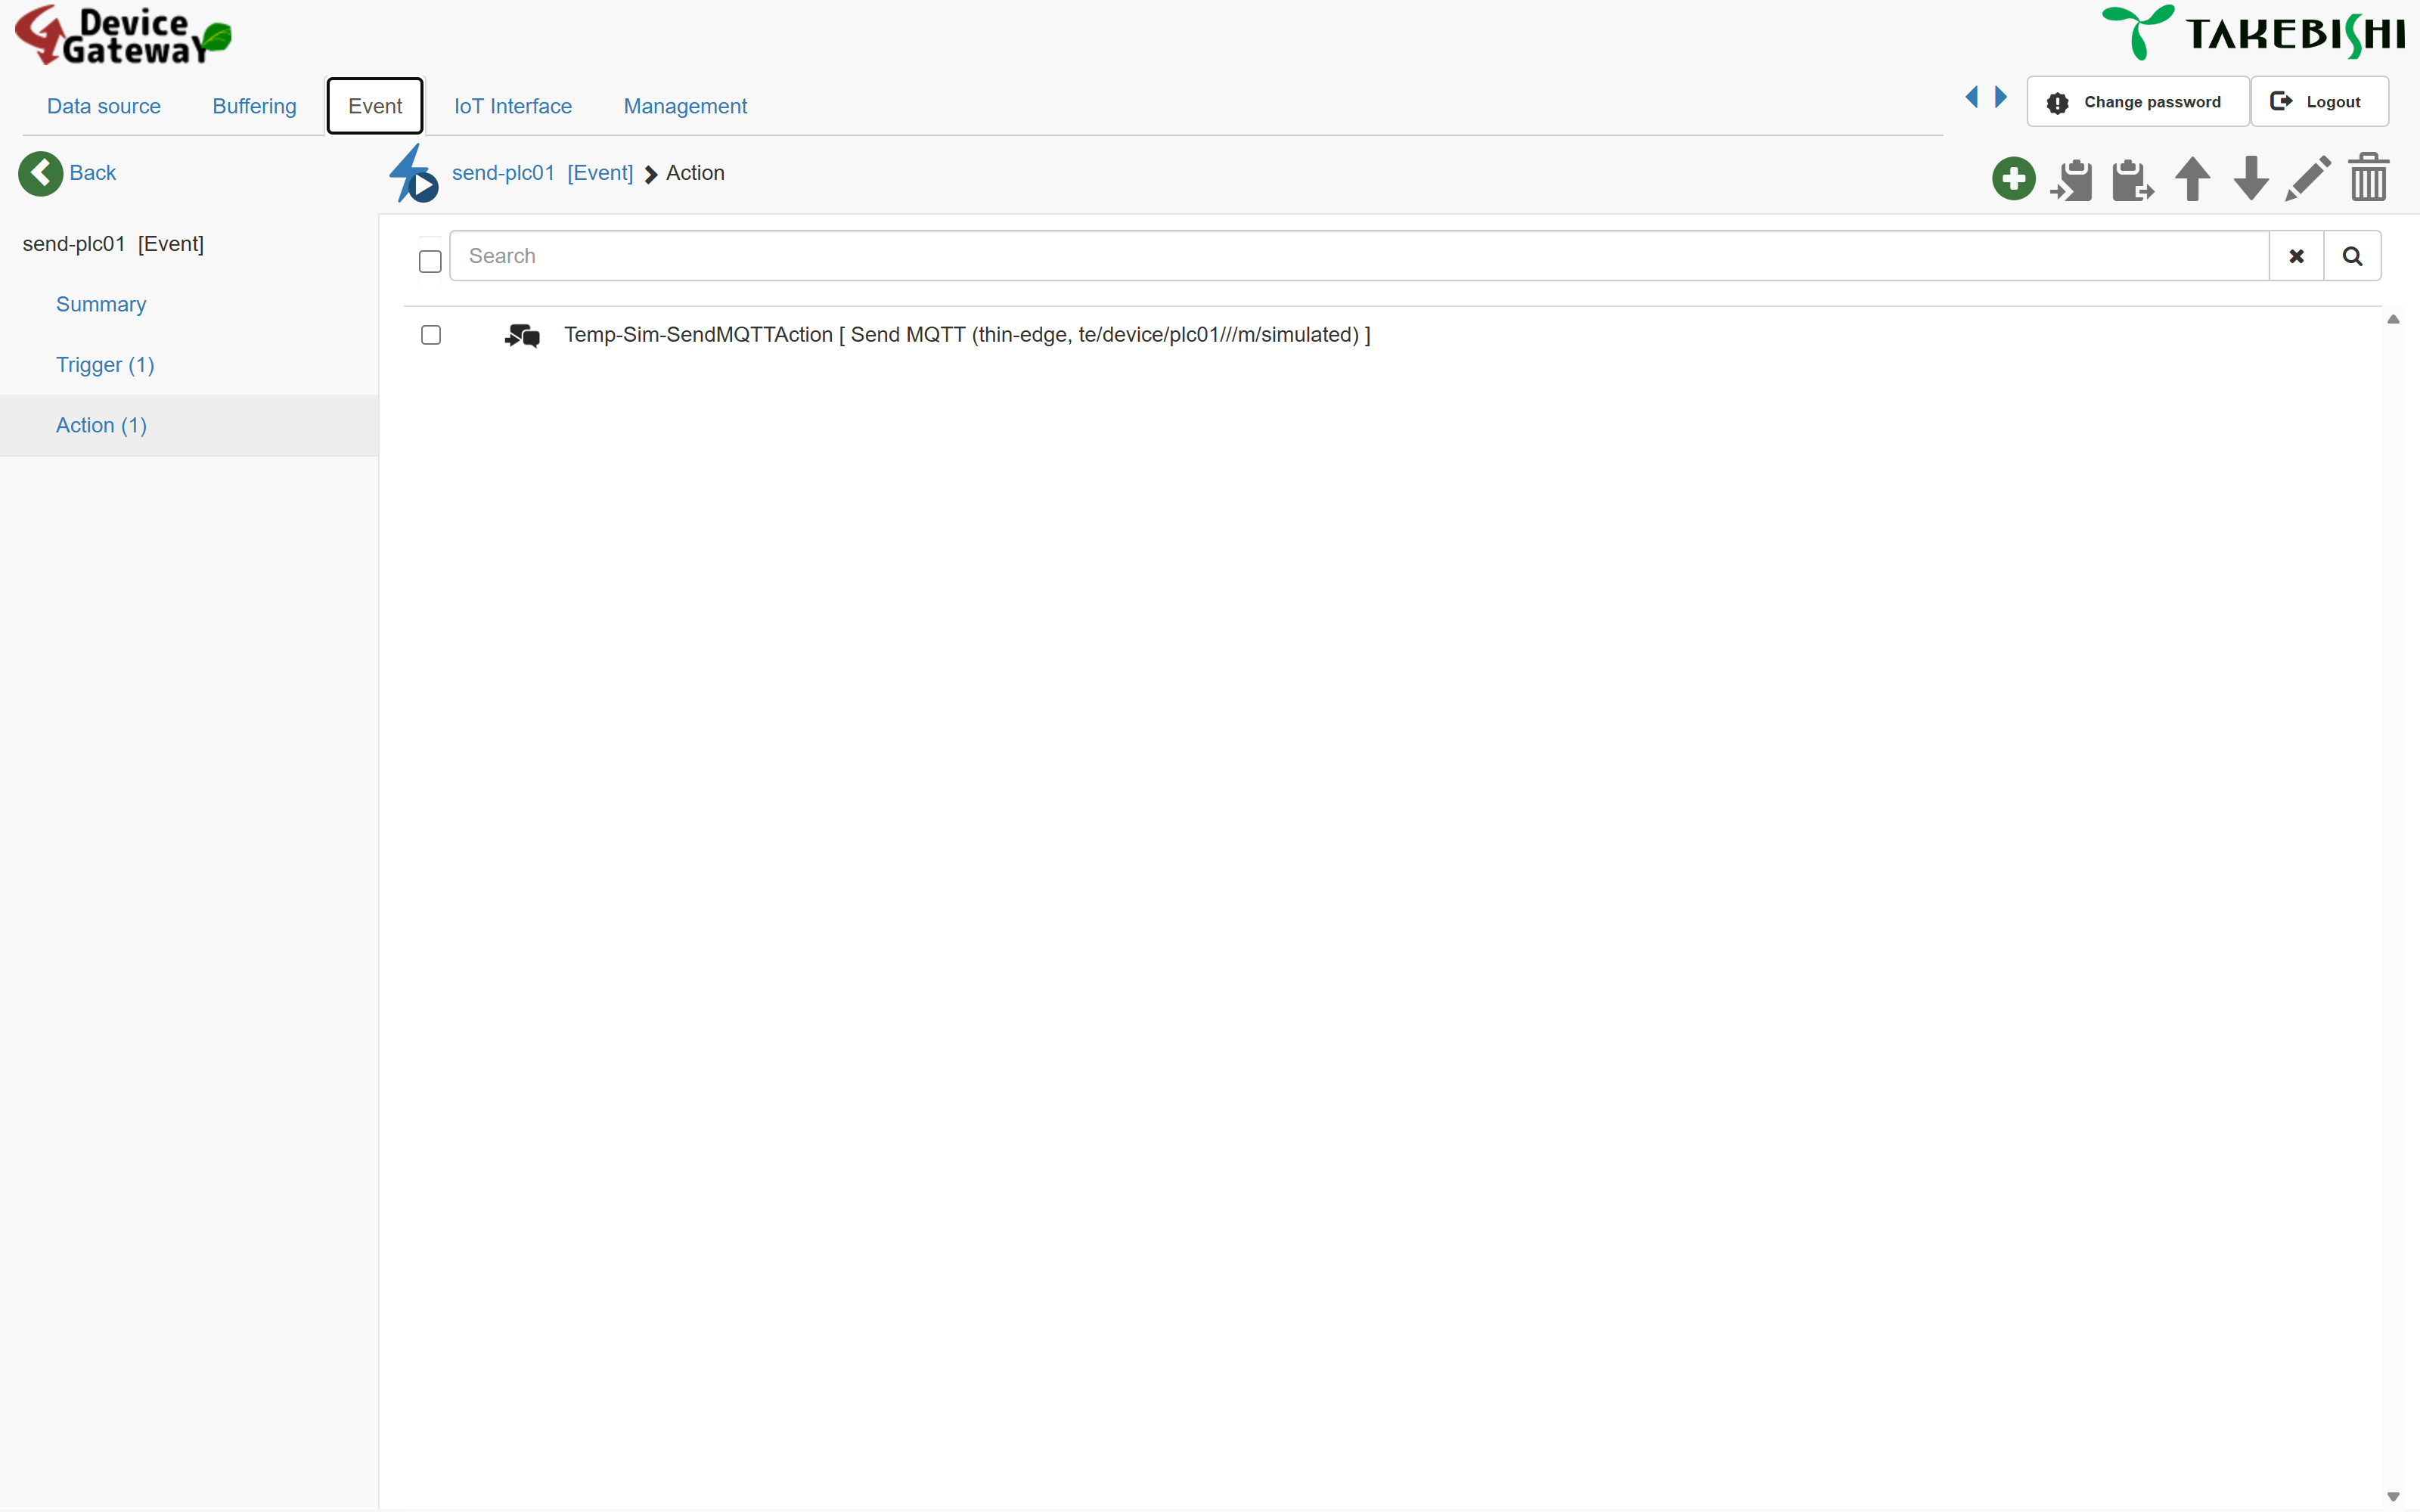 Device
Gateway
TAKEBISHI
Data source
Buffering
Event
IoT Interface
Management
Change password
Logout
Back
send-plc01 [Event] Action
send-plc01 [Event]
Search
Summary
Temp-Sim-SendMQTTAction [ Send MQTT (thin-edge, te/device/plc01///m/simulated) ]
Trigger (1)
Action (1)